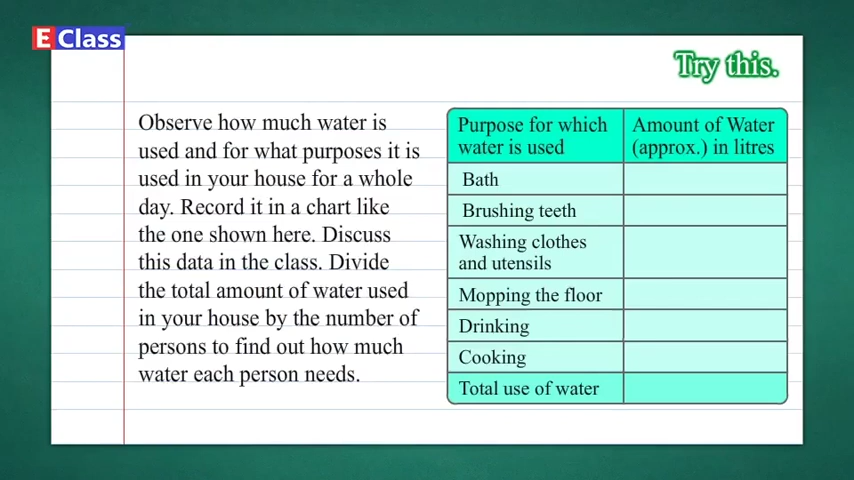 E Class
Try this.
Observe how much water is
used and for what purposes it is
used in your house for a whole
day. Record it in a chart like
the one shown here. Discuss
this data in the class. Divide
the total amount of water used
in your house by the number of
persons to find out how much
water each person needs.
Purpose for which
water is used
Amount of Water
(approx.) in litres
Bath
Brushing teeth
Washing clothes
and utensils
Mopping the floor
Drinking
Cooking
Total use of water